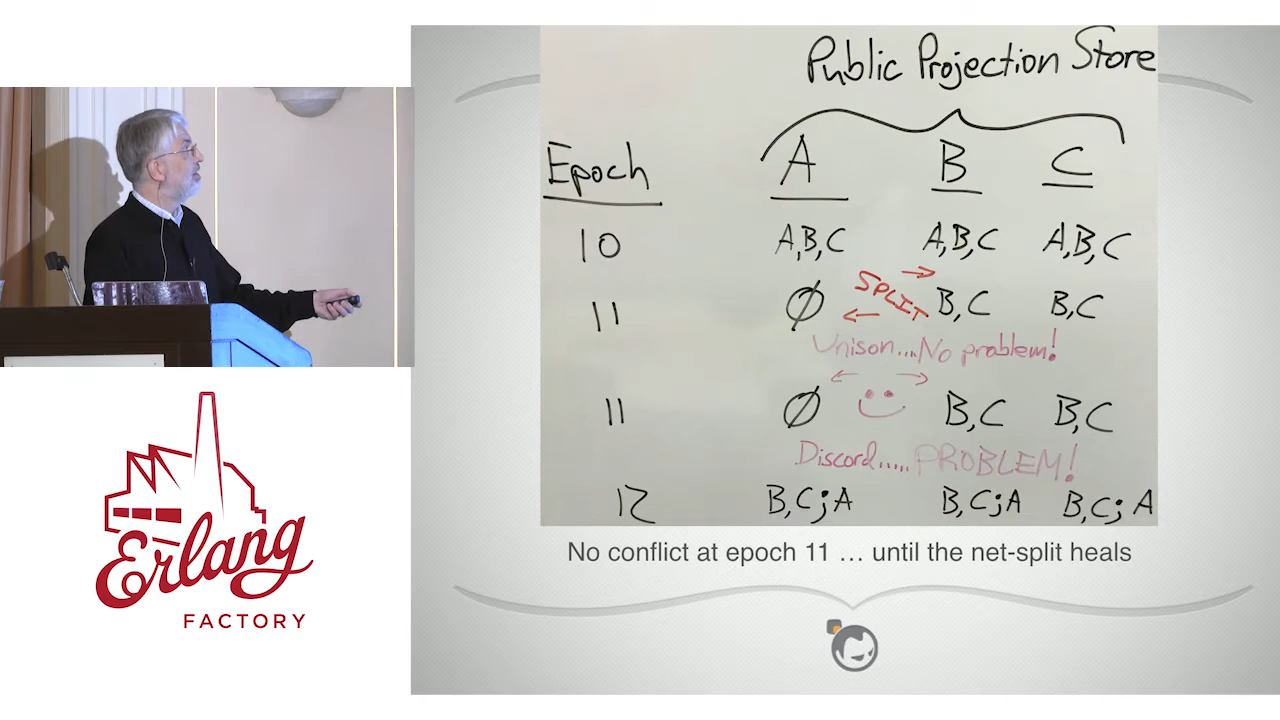 Public Projection Store
Epoch A B C
10 A,B,C A,B,C A,B,C
11 Ø SPLIT B,C B,C
Unison...No problem!
11 Ø B,C B,C
Discord..... PROBLEM!
12 B,C;A B,C;A B,C;A
No conflict at epoch 11 … until the net-split heals
Erlang
FACTORY